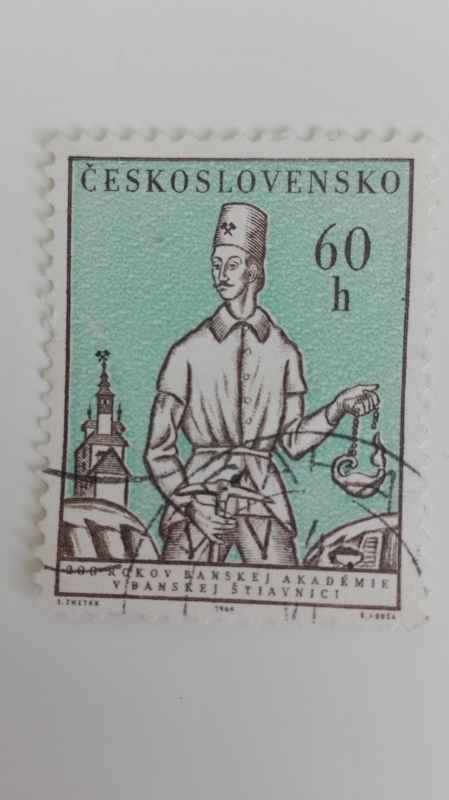 ČESKOSLOVENSKO
60
h
200 ROKOV BANSKEJ AKADÉMIE
V BANSKEJ ŠTIAVNICI
1964